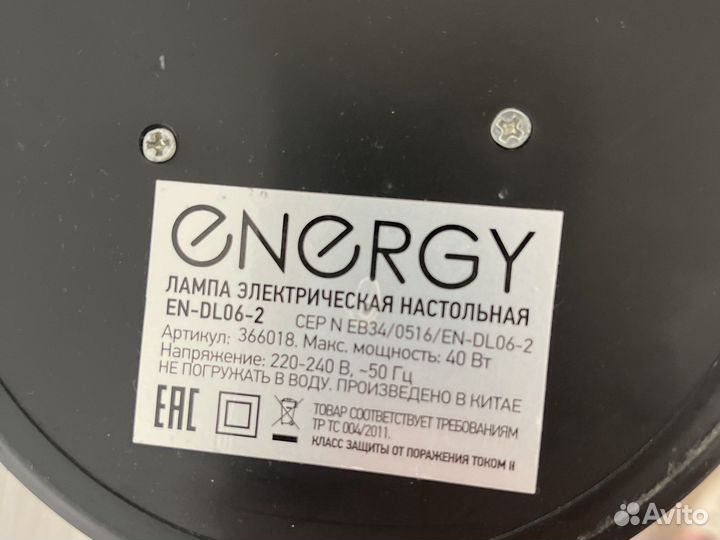 eNeRGY
ЛАМПА ЭЛЕКТРИЧЕСКАЯ НАСТОЛЬНАЯ
EN-DL06-2 СЕР N EB34/0516/EN-DL06-2
Артикул: 366018. Макс. мощность: 40 Вт
Напряжение: 220-240 В, ~50 Гц
НЕ ПОГРУЖАТЬ В ВОДУ. ПРОИЗВЕДЕНО В КИТАЕ
EAC
ТОВАР СООТВЕТСТВУЕТ ТРЕБОВАНИЯМ
ТР ТС 004/2011.
КЛАСС ЗАЩИТЫ ОТ ПОРАЖЕНИЯ ТОКОМ II
Avito